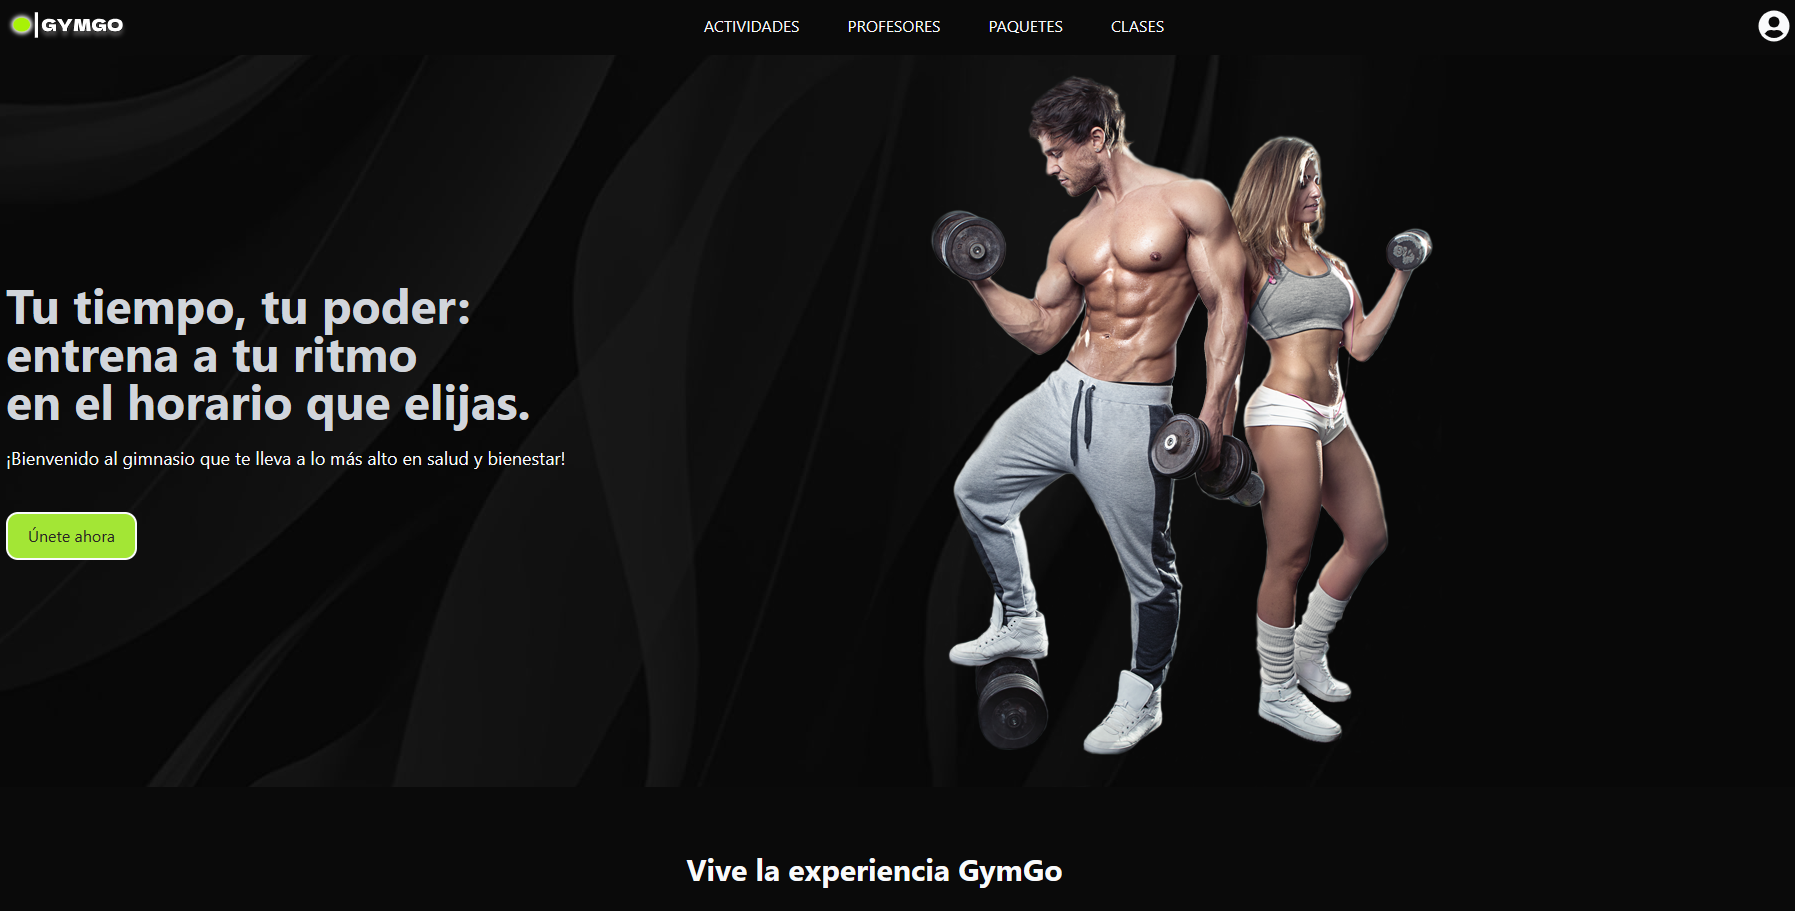 GYMGO
ACTIVIDADES
PROFESORES
PAQUETES
CLASES
Tu tiempo, tu poder:
entrena a tu ritmo
en el horario que elijas.
¡Bienvenido al gimnasio que te lleva a lo más alto en salud y bienestar!
Únete ahora
Vive la experiencia GymGo